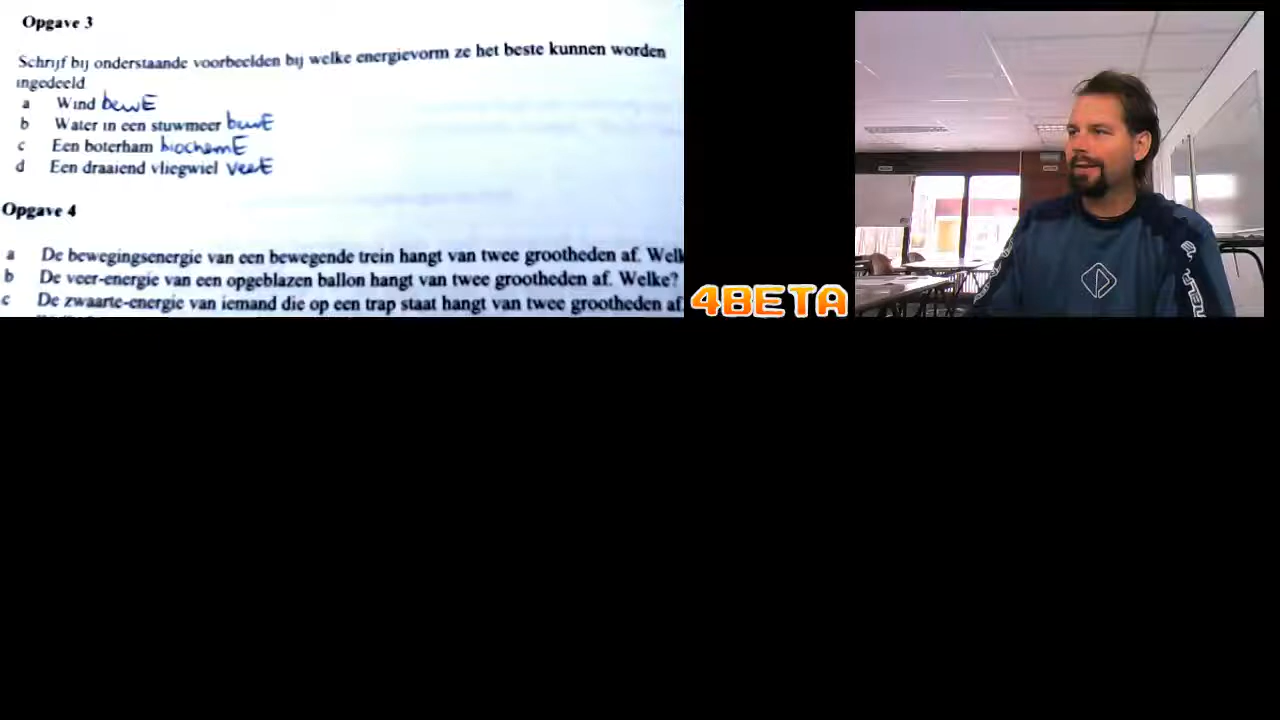 Opgave 3
Schrijf bij onderstaande voorbeelden bij welke energievorm ze het beste kunnen worden
ingedeeld
a Wind bewE
b Water in een stuwmeer bewE
c Een boterham biochemE
d Een draaiend vliegwiel veerE
Opgave 4
a De bewegingsenergie van een bewegende trein hangt van twee grootheden af. Welk
b De veer-energie van een opgeblazen ballon hangt van twee grootheden af. Welke?
c De zwaarte-energie van iemand die op een trap staat hangt van twee grootheden af
4BETA